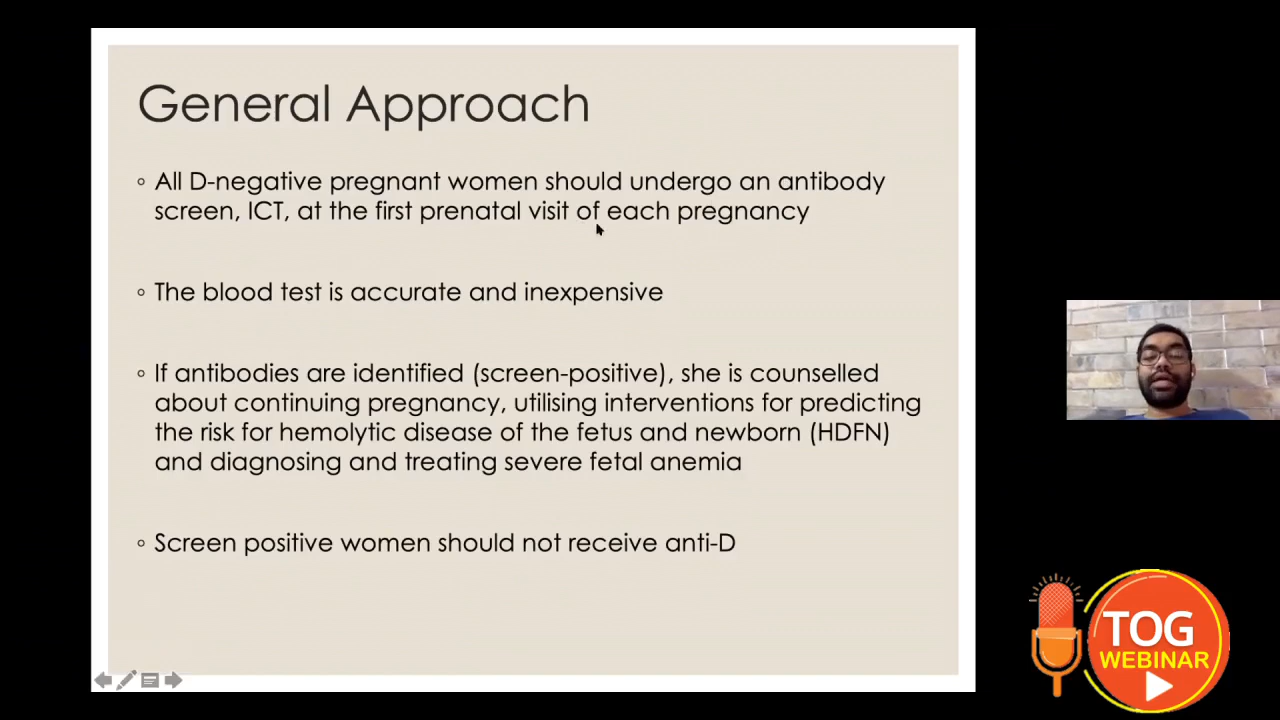 General Approach
◦ All D-negative pregnant women should undergo an antibody
screen, ICT, at the first prenatal visit of each pregnancy
◦ The blood test is accurate and inexpensive
◦ If antibodies are identified (screen-positive), she is counselled
about continuing pregnancy, utilising interventions for predicting
the risk for hemolytic disease of the fetus and newborn (HDFN)
and diagnosing and treating severe fetal anemia
◦ Screen positive women should not receive anti-D
TOG
WEBINAR